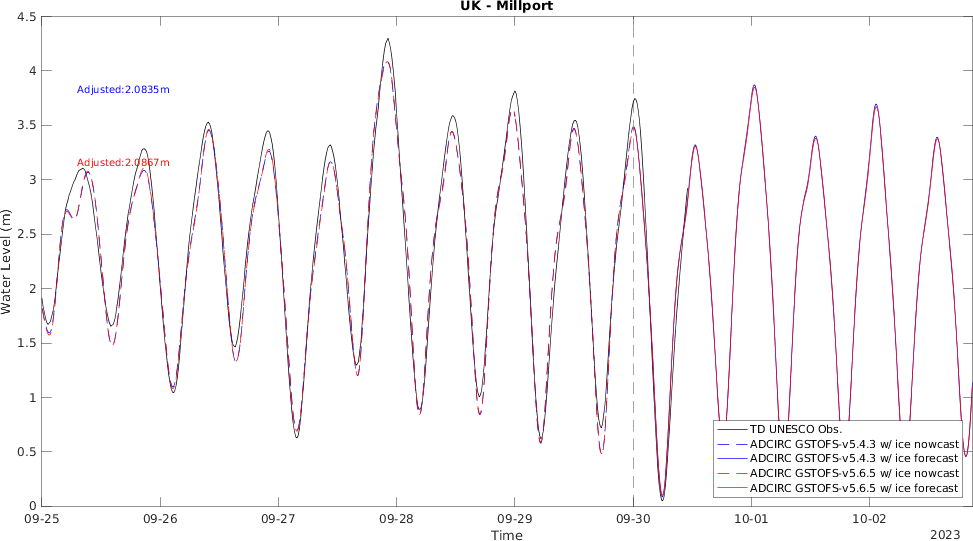 UK - Millport
4.5
4
3.5
3
2.5
2
1.5
1
0.5
0
Water Level (m)
Adjusted:2.0835m
Adjusted:2.0867m
TD UNESCO Obs.
ADCIRC GSTOFS-v5.4.3 w/ ice nowcast
ADCIRC GSTOFS-v5.4.3 w/ ice forecast
ADCIRC GSTOFS-v5.6.5 w/ ice nowcast
ADCIRC GSTOFS-v5.6.5 w/ ice forecast
09-25 09-26 09-27 09-28 09-29 09-30 10-01 10-02
Time
2023